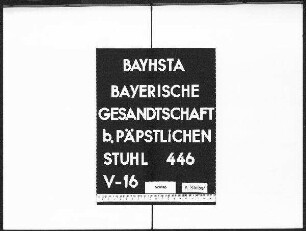 BAYHSTA
BAYERISCHE
GESANDTSCHAFT
b. PÄPSTLICHEN
STUHL 446
V-16